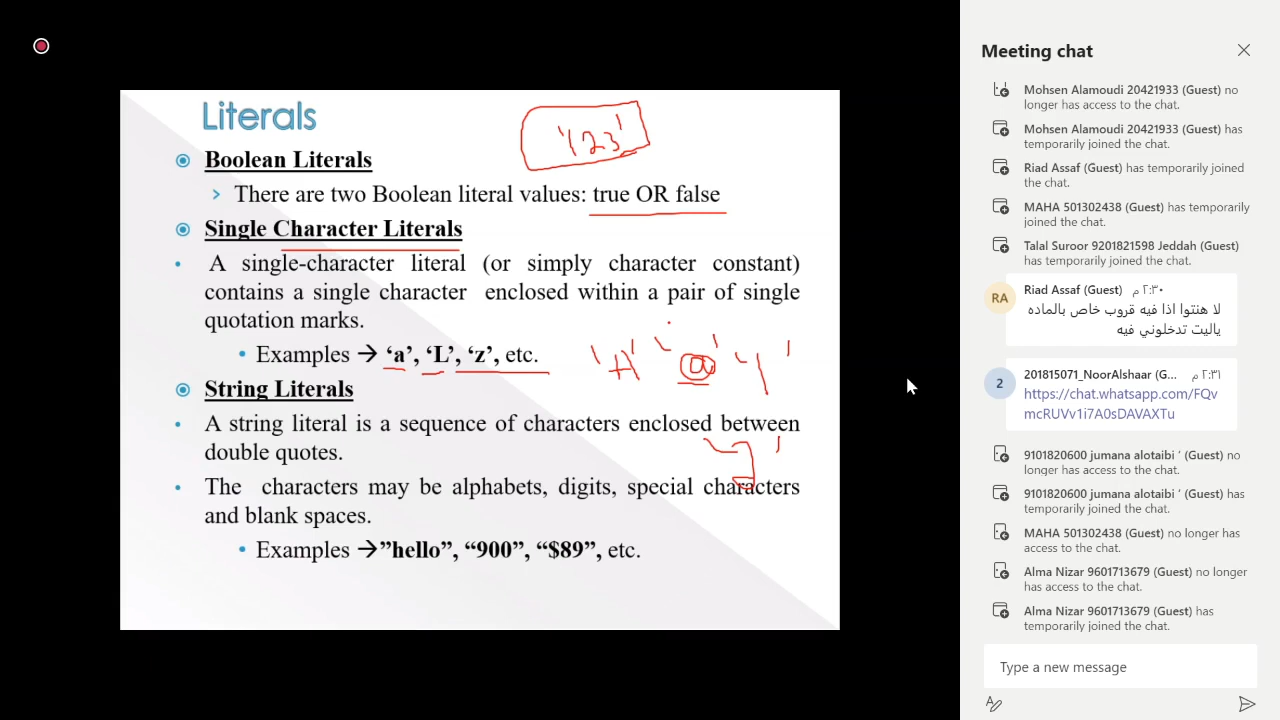 Literals
'123'
Boolean Literals
There are two Boolean literal values: true OR false
Single Character Literals
A single-character literal (or simply character constant)
contains a single character enclosed within a pair of single
quotation marks.
Examples → ‘a’, ‘L’, ‘z’, etc.
'A' 'a'
String Literals
A string literal is a sequence of characters enclosed between
double quotes.
The characters may be alphabets, digits, special characters
and blank spaces.
Examples →”hello”, “900”, “$89”, etc.
Meeting chat
Mohsen Alamoudi 20421933 (Guest) no
longer has access to the chat.
Mohsen Alamoudi 20421933 (Guest) has
temporarily joined the chat.
Riad Assaf (Guest) has temporarily joined
the chat.
MAHA 501302438 (Guest) has temporarily
joined the chat.
Talal Suroor 9201821598 Jeddah (Guest)
has temporarily joined the chat.
RA
Riad Assaf (Guest) ٢:٣٠ م
لا هنتوا اذا فيه قروب خاص بالماده
ياليت تدخلوني فيه
2
201815071_NoorAlshaar (G... ٢:٣١ م
https://chat.whatsapp.com/FQv
mcRUVv1i7A0sDAVAXTu
9101820600 jumana alotaibi ‘ (Guest) no
longer has access to the chat.
9101820600 jumana alotaibi ‘ (Guest) has
temporarily joined the chat.
MAHA 501302438 (Guest) no longer has
access to the chat.
Alma Nizar 9601713679 (Guest) no longer
has access to the chat.
Alma Nizar 9601713679 (Guest) has
temporarily joined the chat.
Type a new message